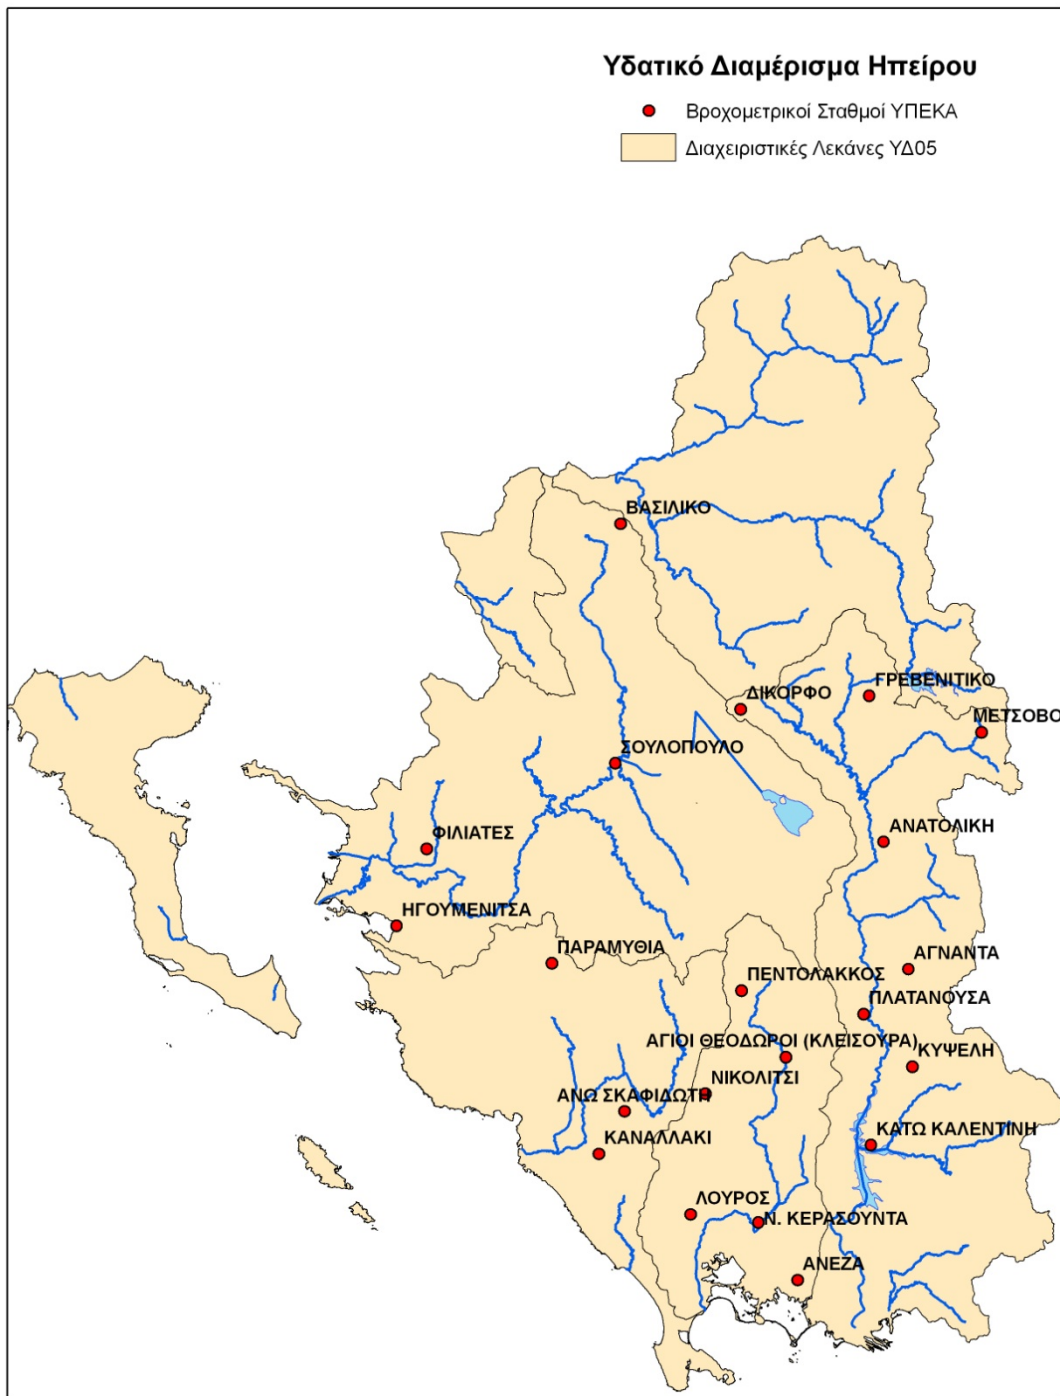 Υδατικό Διαμέρισμα Ηπείρου
Βροχομετρικοί Σταθμοί ΥΠΕΚΑ
Διαχειριστικές Λεκάνες ΥΔ05
ΒΑΣΙΛΙΚΟ
ΓΡΕΒΕΝΙΤΙΚΟ
ΔΙΚΟΡΦΟ
ΜΕΤΣΟΒΟ
ΣΟΥΛΟΠΟΥΛΟ
ΑΝΑΤΟΛΙΚΗ
ΦΙΛΙΑΤΕΣ
ΗΓΟΥΜΕΝΙΤΣΑ
ΠΑΡΑΜΥΘΙΑ
ΑΓΝΑΝΤΑ
ΠΕΝΤΟΛΑΚΚΟΣ
ΠΛΑΤΑΝΟΥΣΑ
ΑΓΙΟΙ ΘΕΟΔΩΡΟΙ (ΚΛΕΙΣΟΥΡΑ)
ΚΥΨΕΛΗ
ΝΙΚΟΛΙΤΣΙ
ΑΝΩ ΣΚΑΦΙΔΩΤΗ
ΚΑΤΩ ΚΑΛΕΝΤΙΝΗ
ΚΑΝΑΛΛΑΚΙ
ΛΟΥΡΟΣ
Ν. ΚΕΡΑΣΟΥΝΤΑ
ΑΝΕΖΑ